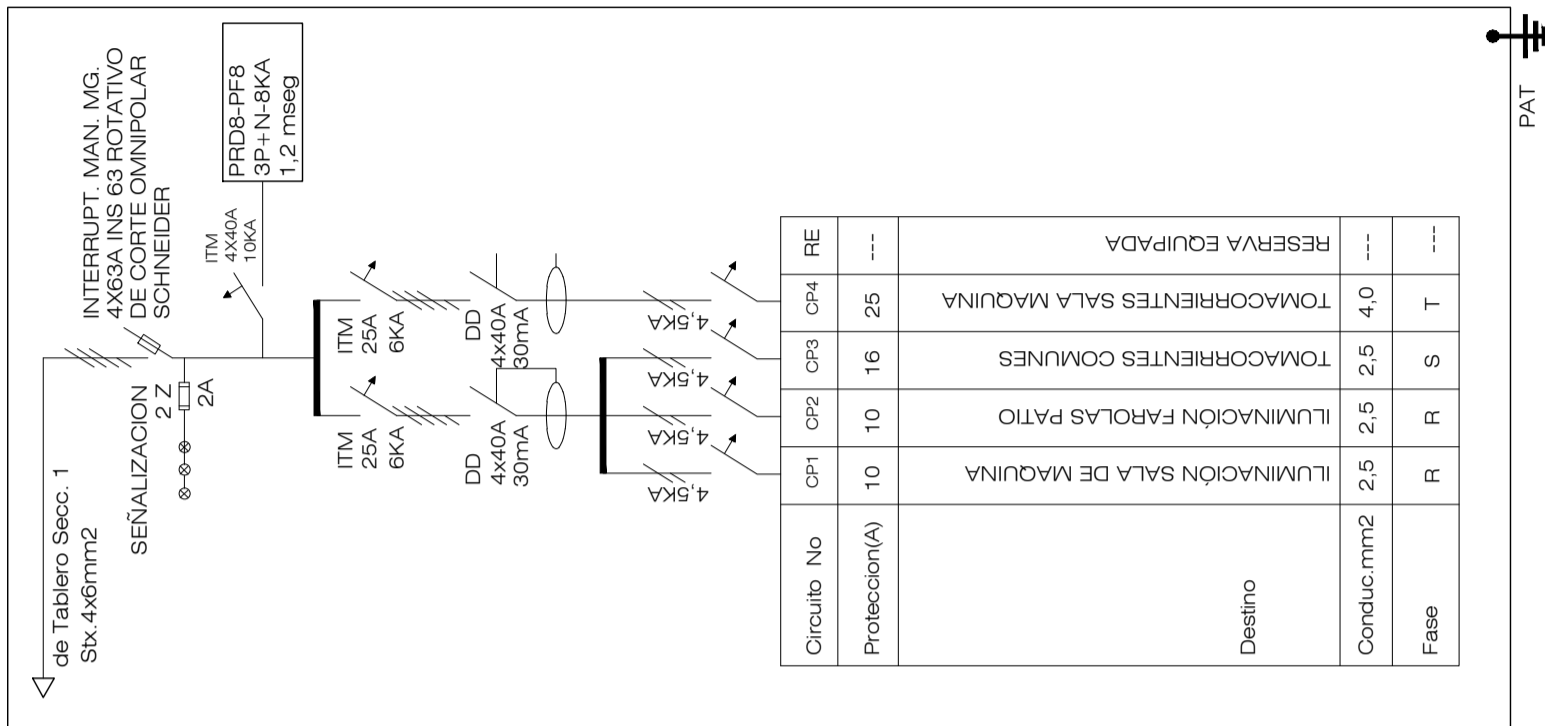 de Tablero Secc. 1
Stx.4x6mm2
SEÑALIZACION
2 Z
2A
INTERRUPT. MAN. MG.
4X63A INS 63 ROTATIVO
DE CORTE OMNIPOLAR
SCHNEIDER
ITM
4X40A
10KA
PRD8-PF8
3P+N-8KA
1,2 mseg
ITM
25A
6KA
ITM
25A
6KA
DD
4x40A
30mA
DD
4x40A
30mA
4,5KA
4,5KA
4,5KA
4,5KA
Circuito No CP1 CP2 CP3 CP4 RE
Proteccion(A) 10 10 16 25 ---
Destino
ILUMINACIÓN SALA DE MAQUINA
ILUMINACIÓN FAROLAS PATIO
TOMACORRIENTES COMUNES
TOMACORRIENTES SALA MAQUINA
RESERVA EQUIPADA
Conduc.mm2 2,5 2,5 2,5 4,0 ---
Fase R R S T ---
PAT